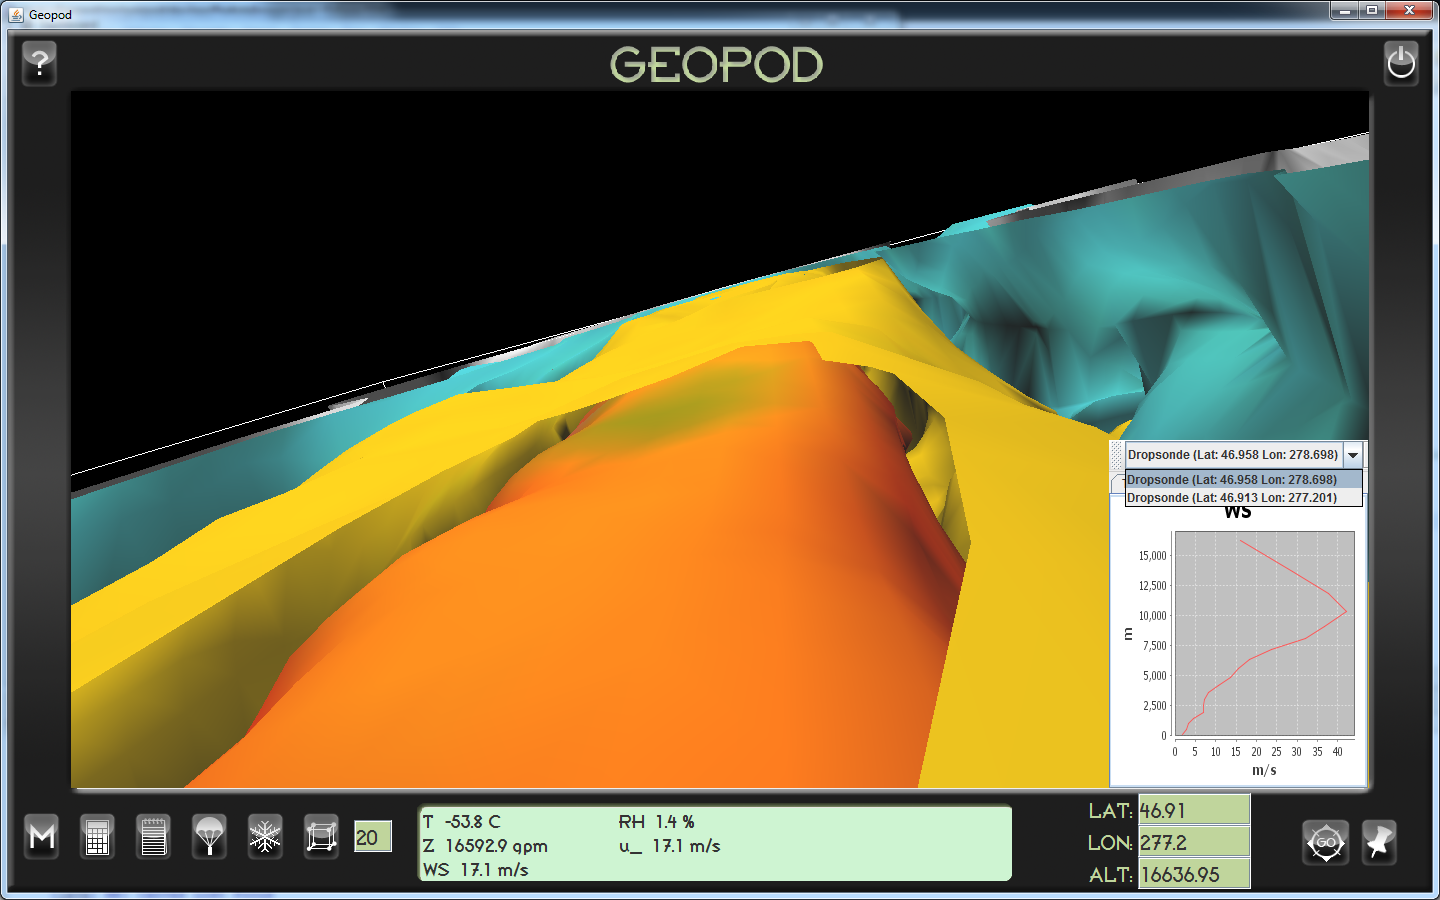 Geopod
?
GEOPOD
Dropsonde (Lat: 46.958 Lon: 278.698)
Dropsonde (Lat: 46.958 Lon: 278.698)
Dropsonde (Lat: 46.913 Lon: 277.201)
WS
15,000
12,500
10,000
7,500
5,000
2,500
0
m
0 5 10 15 20 25 30 35 40
m/s
M
20
T -53.8 C
RH 1.4 %
Z 16592.9 gpm
u_ 17.1 m/s
WS 17.1 m/s
LAT: 46.91
LON: 277.2
ALT: 16636.95
GO